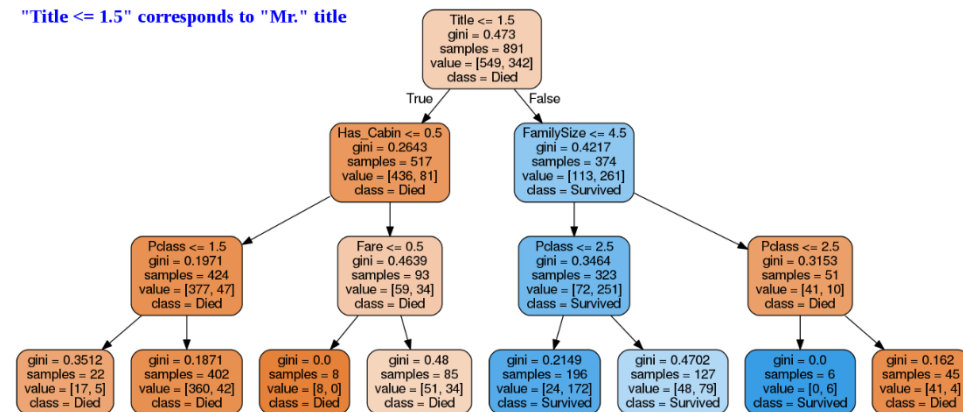 "Title <= 1.5" corresponds to "Mr." title
Title <= 1.5
gini = 0.473
samples = 891
value = [549, 342]
class = Died
True
False
Has_Cabin <= 0.5
gini = 0.2643
samples = 517
value = [436, 81]
class = Died
FamilySize <= 4.5
gini = 0.4217
samples = 374
value = [113, 261]
class = Survived
Pclass <= 1.5
gini = 0.1971
samples = 424
value = [377, 47]
class = Died
Fare <= 0.5
gini = 0.4639
samples = 93
value = [59, 34]
class = Died
Pclass <= 2.5
gini = 0.3464
samples = 323
value = [72, 251]
class = Survived
Pclass <= 2.5
gini = 0.3153
samples = 51
value = [41, 10]
class = Died
gini = 0.3512
samples = 22
value = [17, 5]
class = Died
gini = 0.1871
samples = 402
value = [360, 42]
class = Died
gini = 0.0
samples = 8
value = [8, 0]
class = Died
gini = 0.48
samples = 85
value = [51, 34]
class = Died
gini = 0.2149
samples = 196
value = [24, 172]
class = Survived
gini = 0.4702
samples = 127
value = [48, 79]
class = Survived
gini = 0.0
samples = 6
value = [0, 6]
class = Survived
gini = 0.162
samples = 45
value = [41, 4]
class = Died